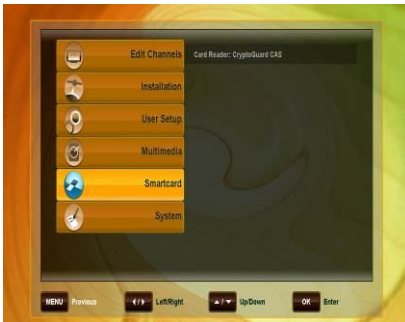 Edit Channels
Card Reader: CryptoGuard CAS
Installation
User Setup
Multimedia
Smartcard
System
MENU Previous
Left/Right
Up/Down
OK Enter